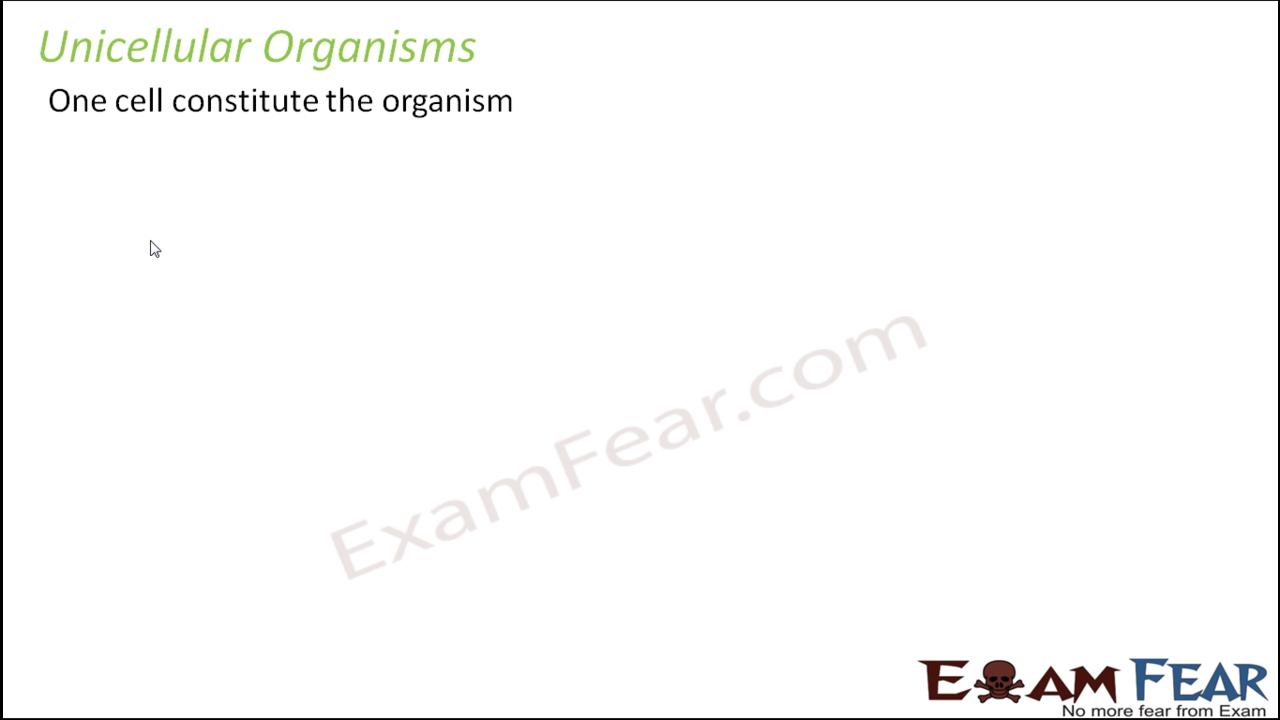 Unicellular Organisms
One cell constitute the organism
ExamFear.com
EXAM FEAR
No more fear from Exam